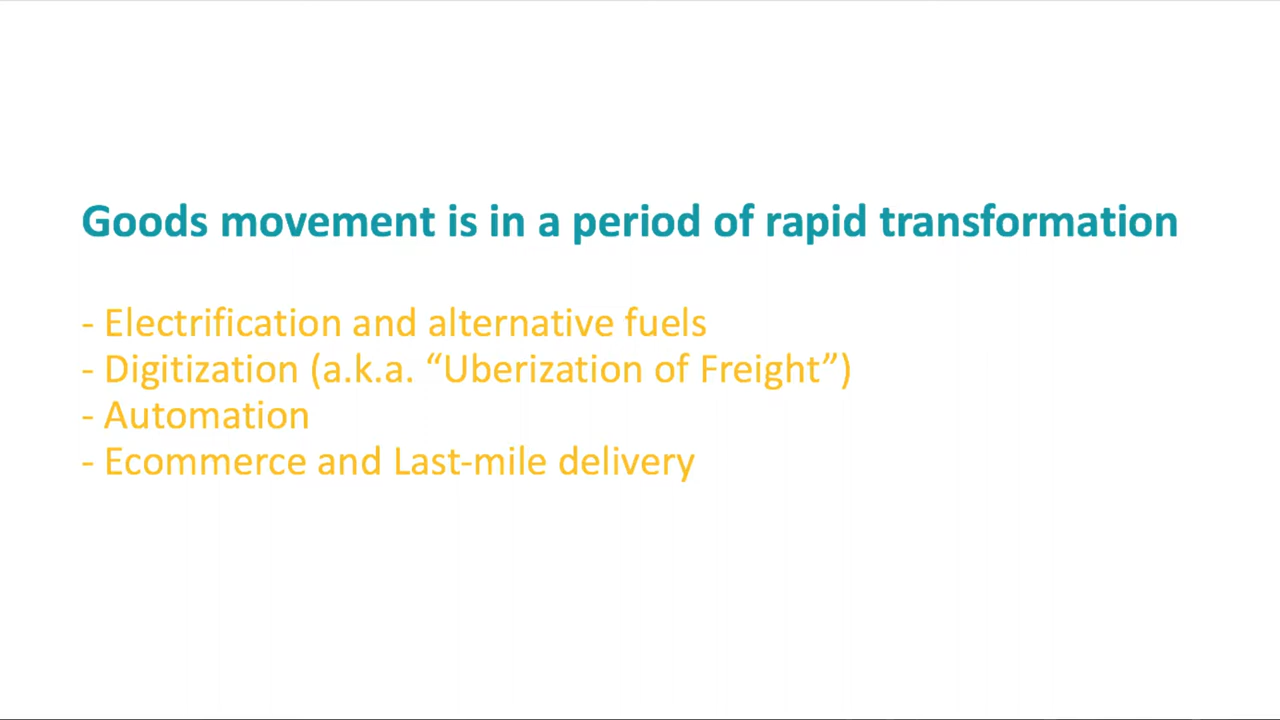 Goods movement is in a period of rapid transformation
- Electrification and alternative fuels
- Digitization (a.k.a. “Uberization of Freight”)
- Automation
- Ecommerce and Last-mile delivery